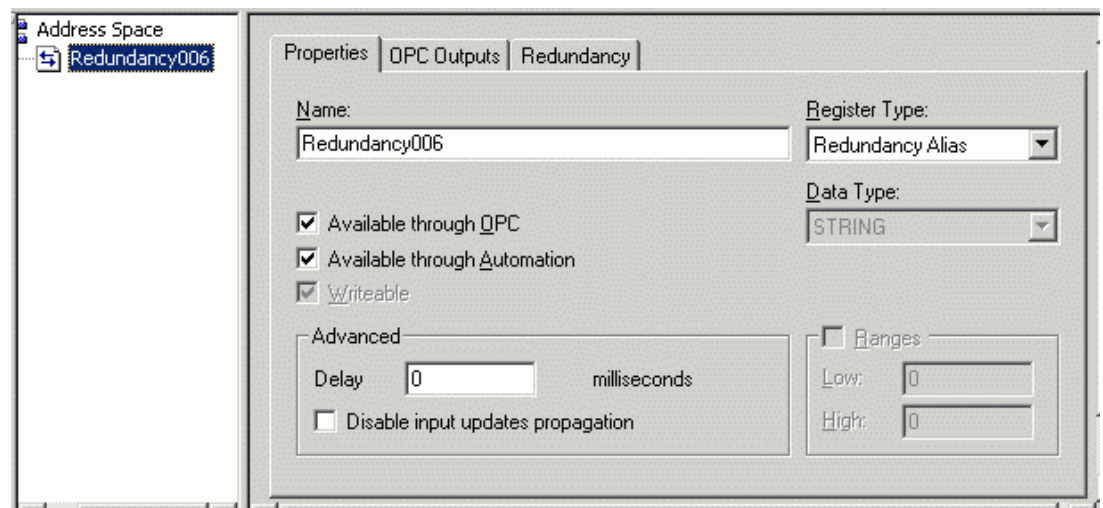 Address Space
Redundancy006
Properties
OPC Outputs
Redundancy
Name:
Register Type:
Redundancy006
Redundancy Alias
Data Type:
Available through OPC
STRING
Available through Automation
Writeable
Advanced
Ranges
Delay
0
milliseconds
Low:
0
Disable input updates propagation
High:
0